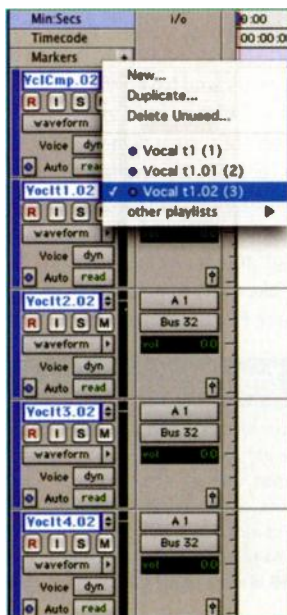 Min:Secs i/o 0:00
Timecode 00:00:0
Markers
YclCmp.02
New...
Duplicate...
Delete Unused...
R I S
waveform
Voice dyn
Auto read
Vocal t1 (1)
Vocal t1.01 (2)
Voclt1.02 ✓ Vocal t1.02 (3)
other playlists
R I S
waveform
Voice dyn
Auto read
Voclt2.02 A 1
R I S M Bus 32
waveform vol 0.0
Voice dyn
Auto read
Voclt3.02 A 1
R I S M Bus 32
waveform vol 0.0
Voice dyn
Auto read
Voclt4.02 A 1
R I S M Bus 32
waveform vol 0.0
Voice dyn
Auto read